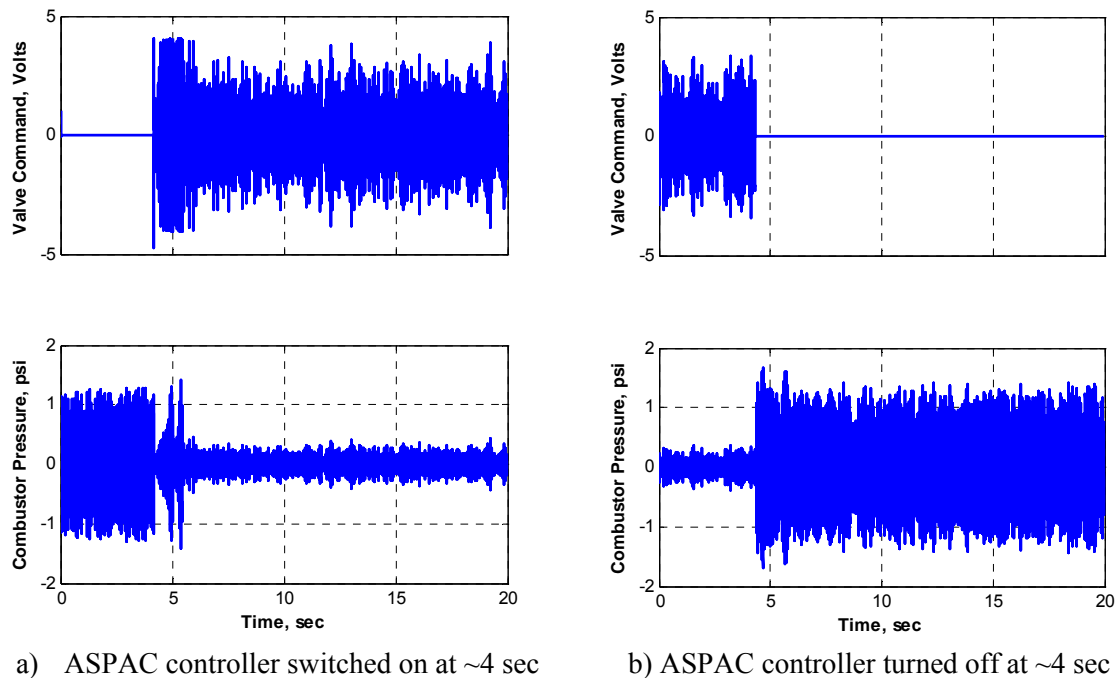 5
0
-5
Valve Command, Volts
5
0
-5
Valve Command, Volts
2
1
0
-1
-2
Combustor Pressure, psi
0 5 10 15 20
Time, sec
2
1
0
-1
-2
Combustor Pressure, psi
0 5 10 15 20
Time, sec
a) ASPAC controller switched on at ~4 sec
b) ASPAC controller turned off at ~4 sec